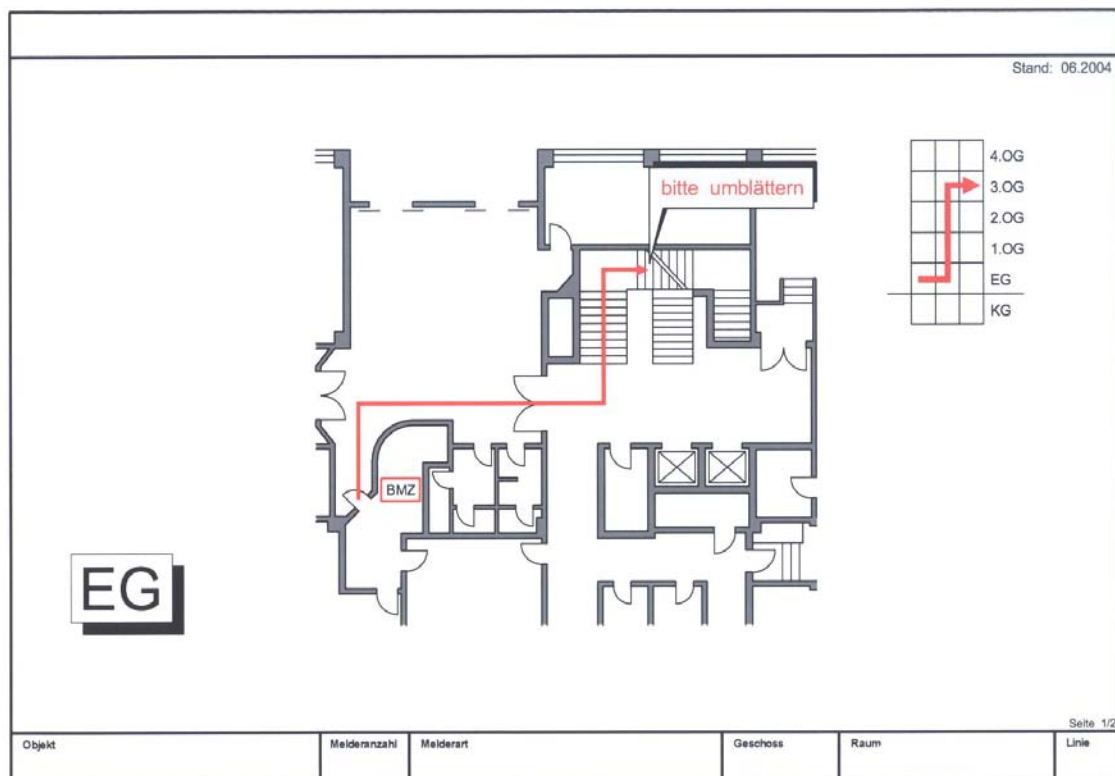 Stand: 06.2004
bitte umblättern
4.OG
3.OG
2.OG
1.OG
EG
KG
BMZ
EG
Seite 1/2
Objekt Melderanzahl Melderart Geschoss Raum Linie